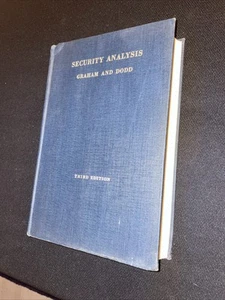 SECURITY ANALYSIS
GRAHAM AND DODD
THIRD EDITION